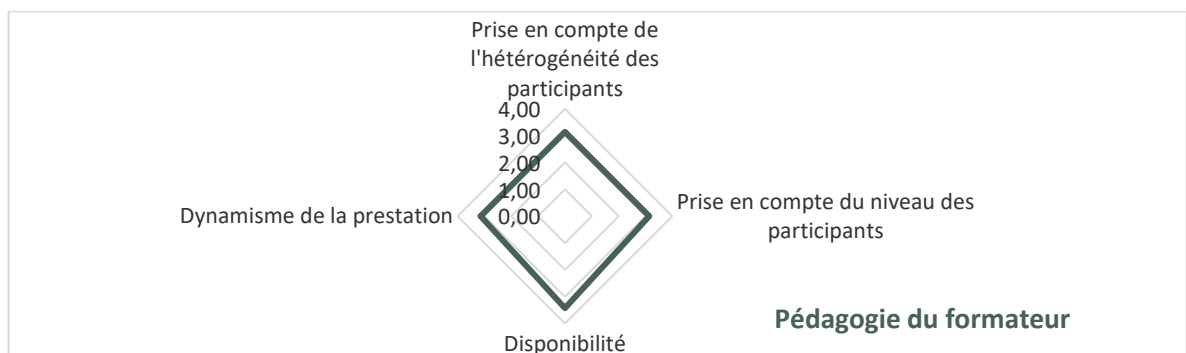 Prise en compte de
l'hétérogénéité des
participants
4,00
3,00
2,00
1,00
0,00
Dynamisme de la prestation
Prise en compte du niveau des
participants
Pédagogie du formateur
Disponibilité